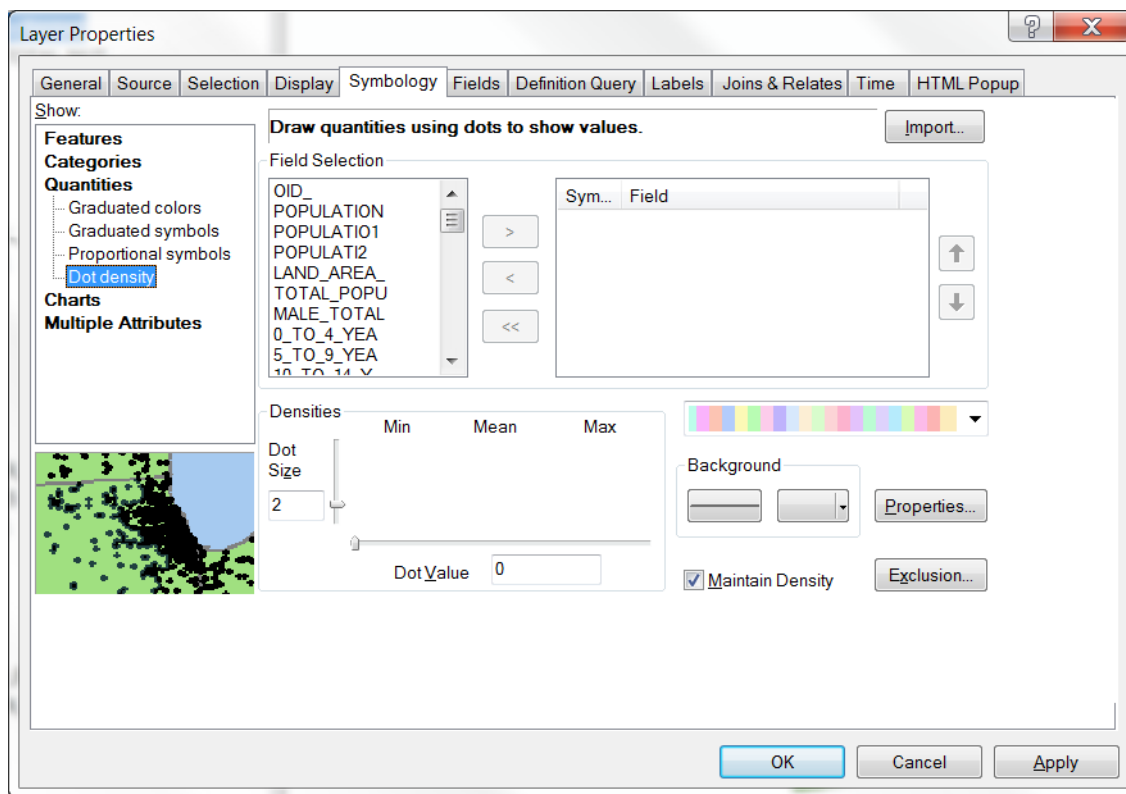 Layer Properties
General Source Selection Display Symbology Fields Definition Query Labels Joins & Relates Time HTML Popup
Show:
Features
Categories
Quantities
Graduated colors
Graduated symbols
Proportional symbols
Dot density
Charts
Multiple Attributes
Draw quantities using dots to show values.
Import...
Field Selection
OID_
POPULATION
POPULATIO1
POPULATI2
LAND_AREA_
TOTAL_POPU
MALE_TOTAL
0_TO_4_YEA
5_TO_9_YEA
10_TO_14_Y
>
<
<<
Sym... Field
Densities
Min Mean Max
Dot
Size
2
Dot Value 0
Background
Properties...
Maintain Density
Exclusion...
OK Cancel Apply